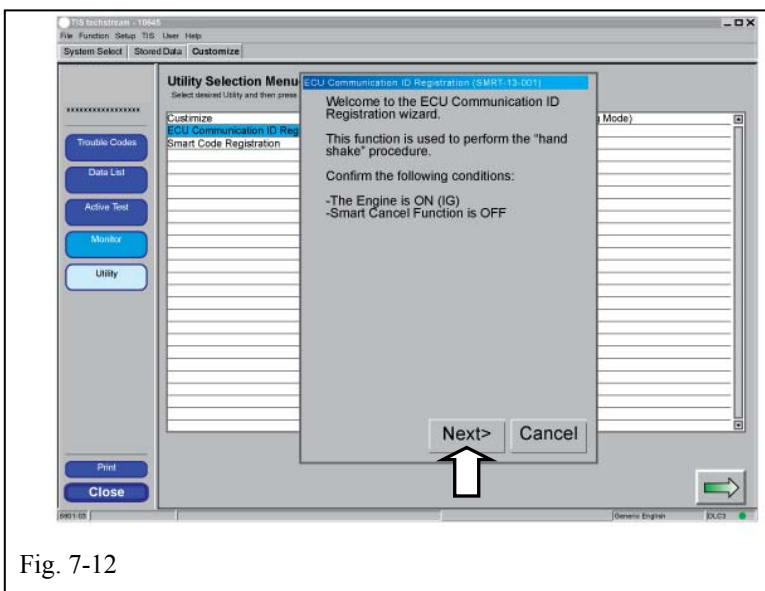 TIS techstream - 10645
File Function Setup TIS User Help
System Select Stored Data Customize
Utility Selection Menu
Select desired Utility and then press
Custimize
ECU Communication ID Reg
Smart Code Registration
Mode)
ECU Communication ID Registration (SMRT-13-001)
Welcome to the ECU Communication ID
Registration wizard.
This function is used to perform the "hand
shake" procedure.
Confirm the following conditions:
-The Engine is ON (IG)
-Smart Cancel Function is OFF
Next> Cancel
xxxxxxxxxxxxxxxxx
Trouble Codes
Data List
Active Test
Monitor
Utility
Print
Close
Generic English DLC3
Fig. 7-12